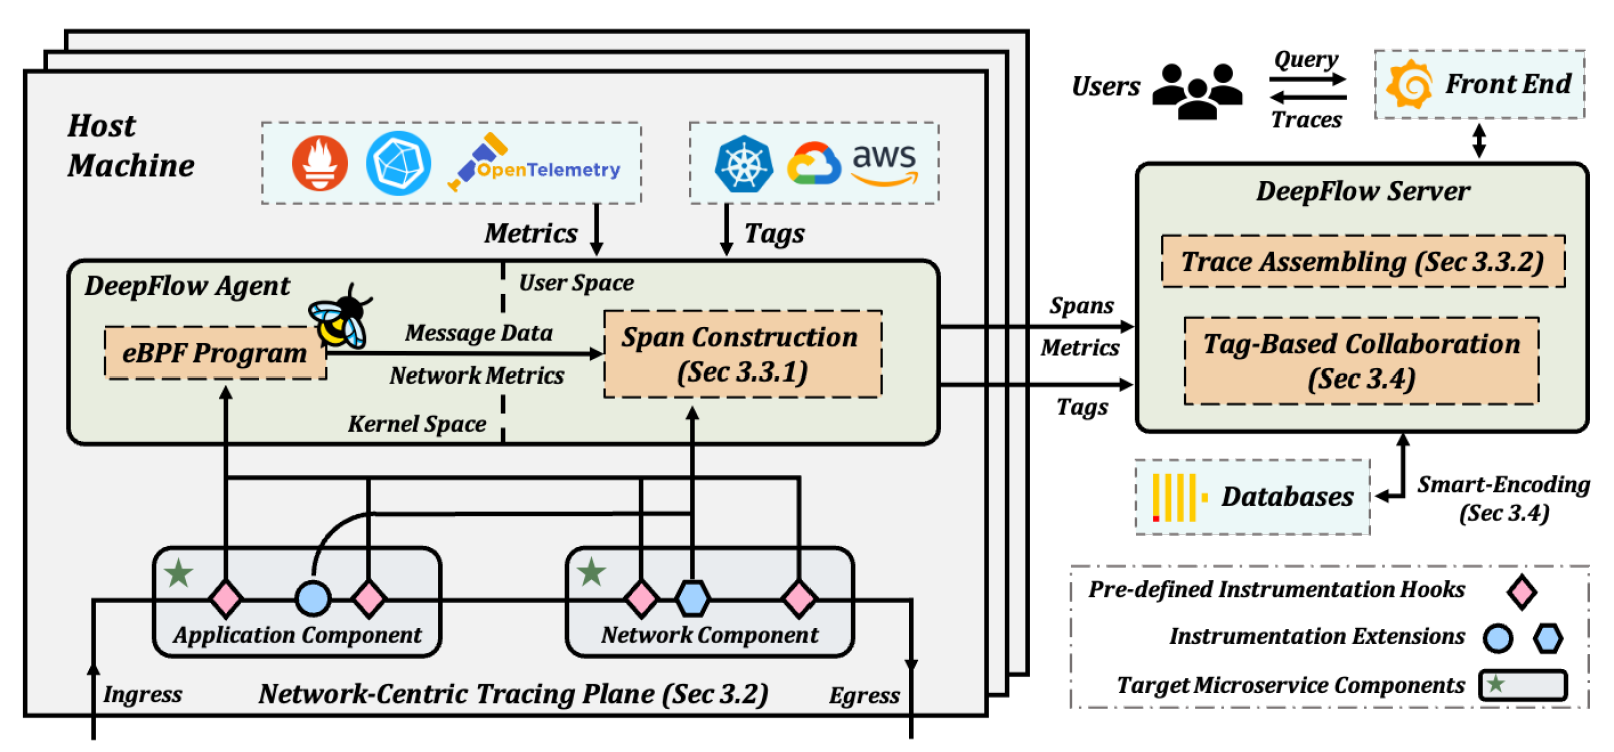 Host
Machine
OpenTelemetry
aws
Metrics
Tags
DeepFlow Agent
User Space
eBPF Program
Message Data
Network Metrics
Kernel Space
Span Construction
(Sec 3.3.1)
Application Component
Network Component
Ingress
Network-Centric Tracing Plane (Sec 3.2)
Egress
Spans
Metrics
Tags
Users
Query
Traces
Front End
DeepFlow Server
Trace Assembling (Sec 3.3.2)
Tag-Based Collaboration
(Sec 3.4)
Databases
Smart-Encoding
(Sec 3.4)
Pre-defined Instrumentation Hooks
Instrumentation Extensions
Target Microservice Components